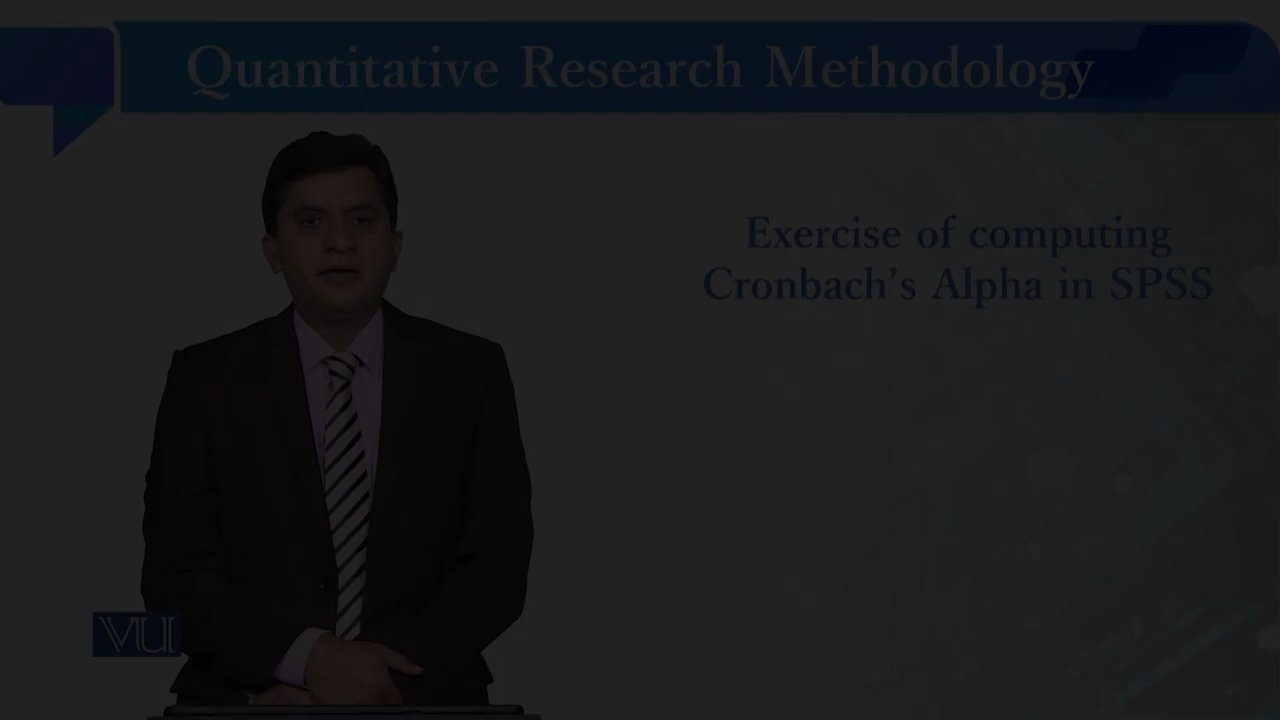 Quantitative Research Methodology
Exercise of computing
Cronbach's Alpha in SPSS
VU